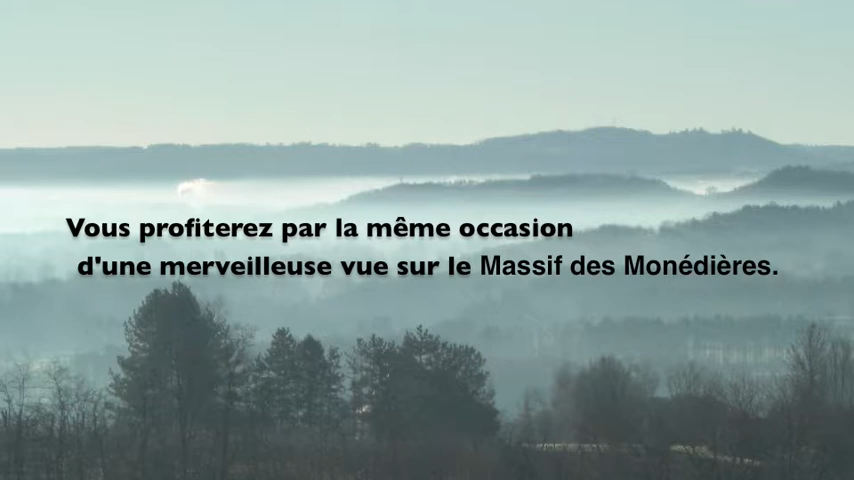 Vous profiterez par la même occasion
d'une merveilleuse vue sur le Massif des Monédières.